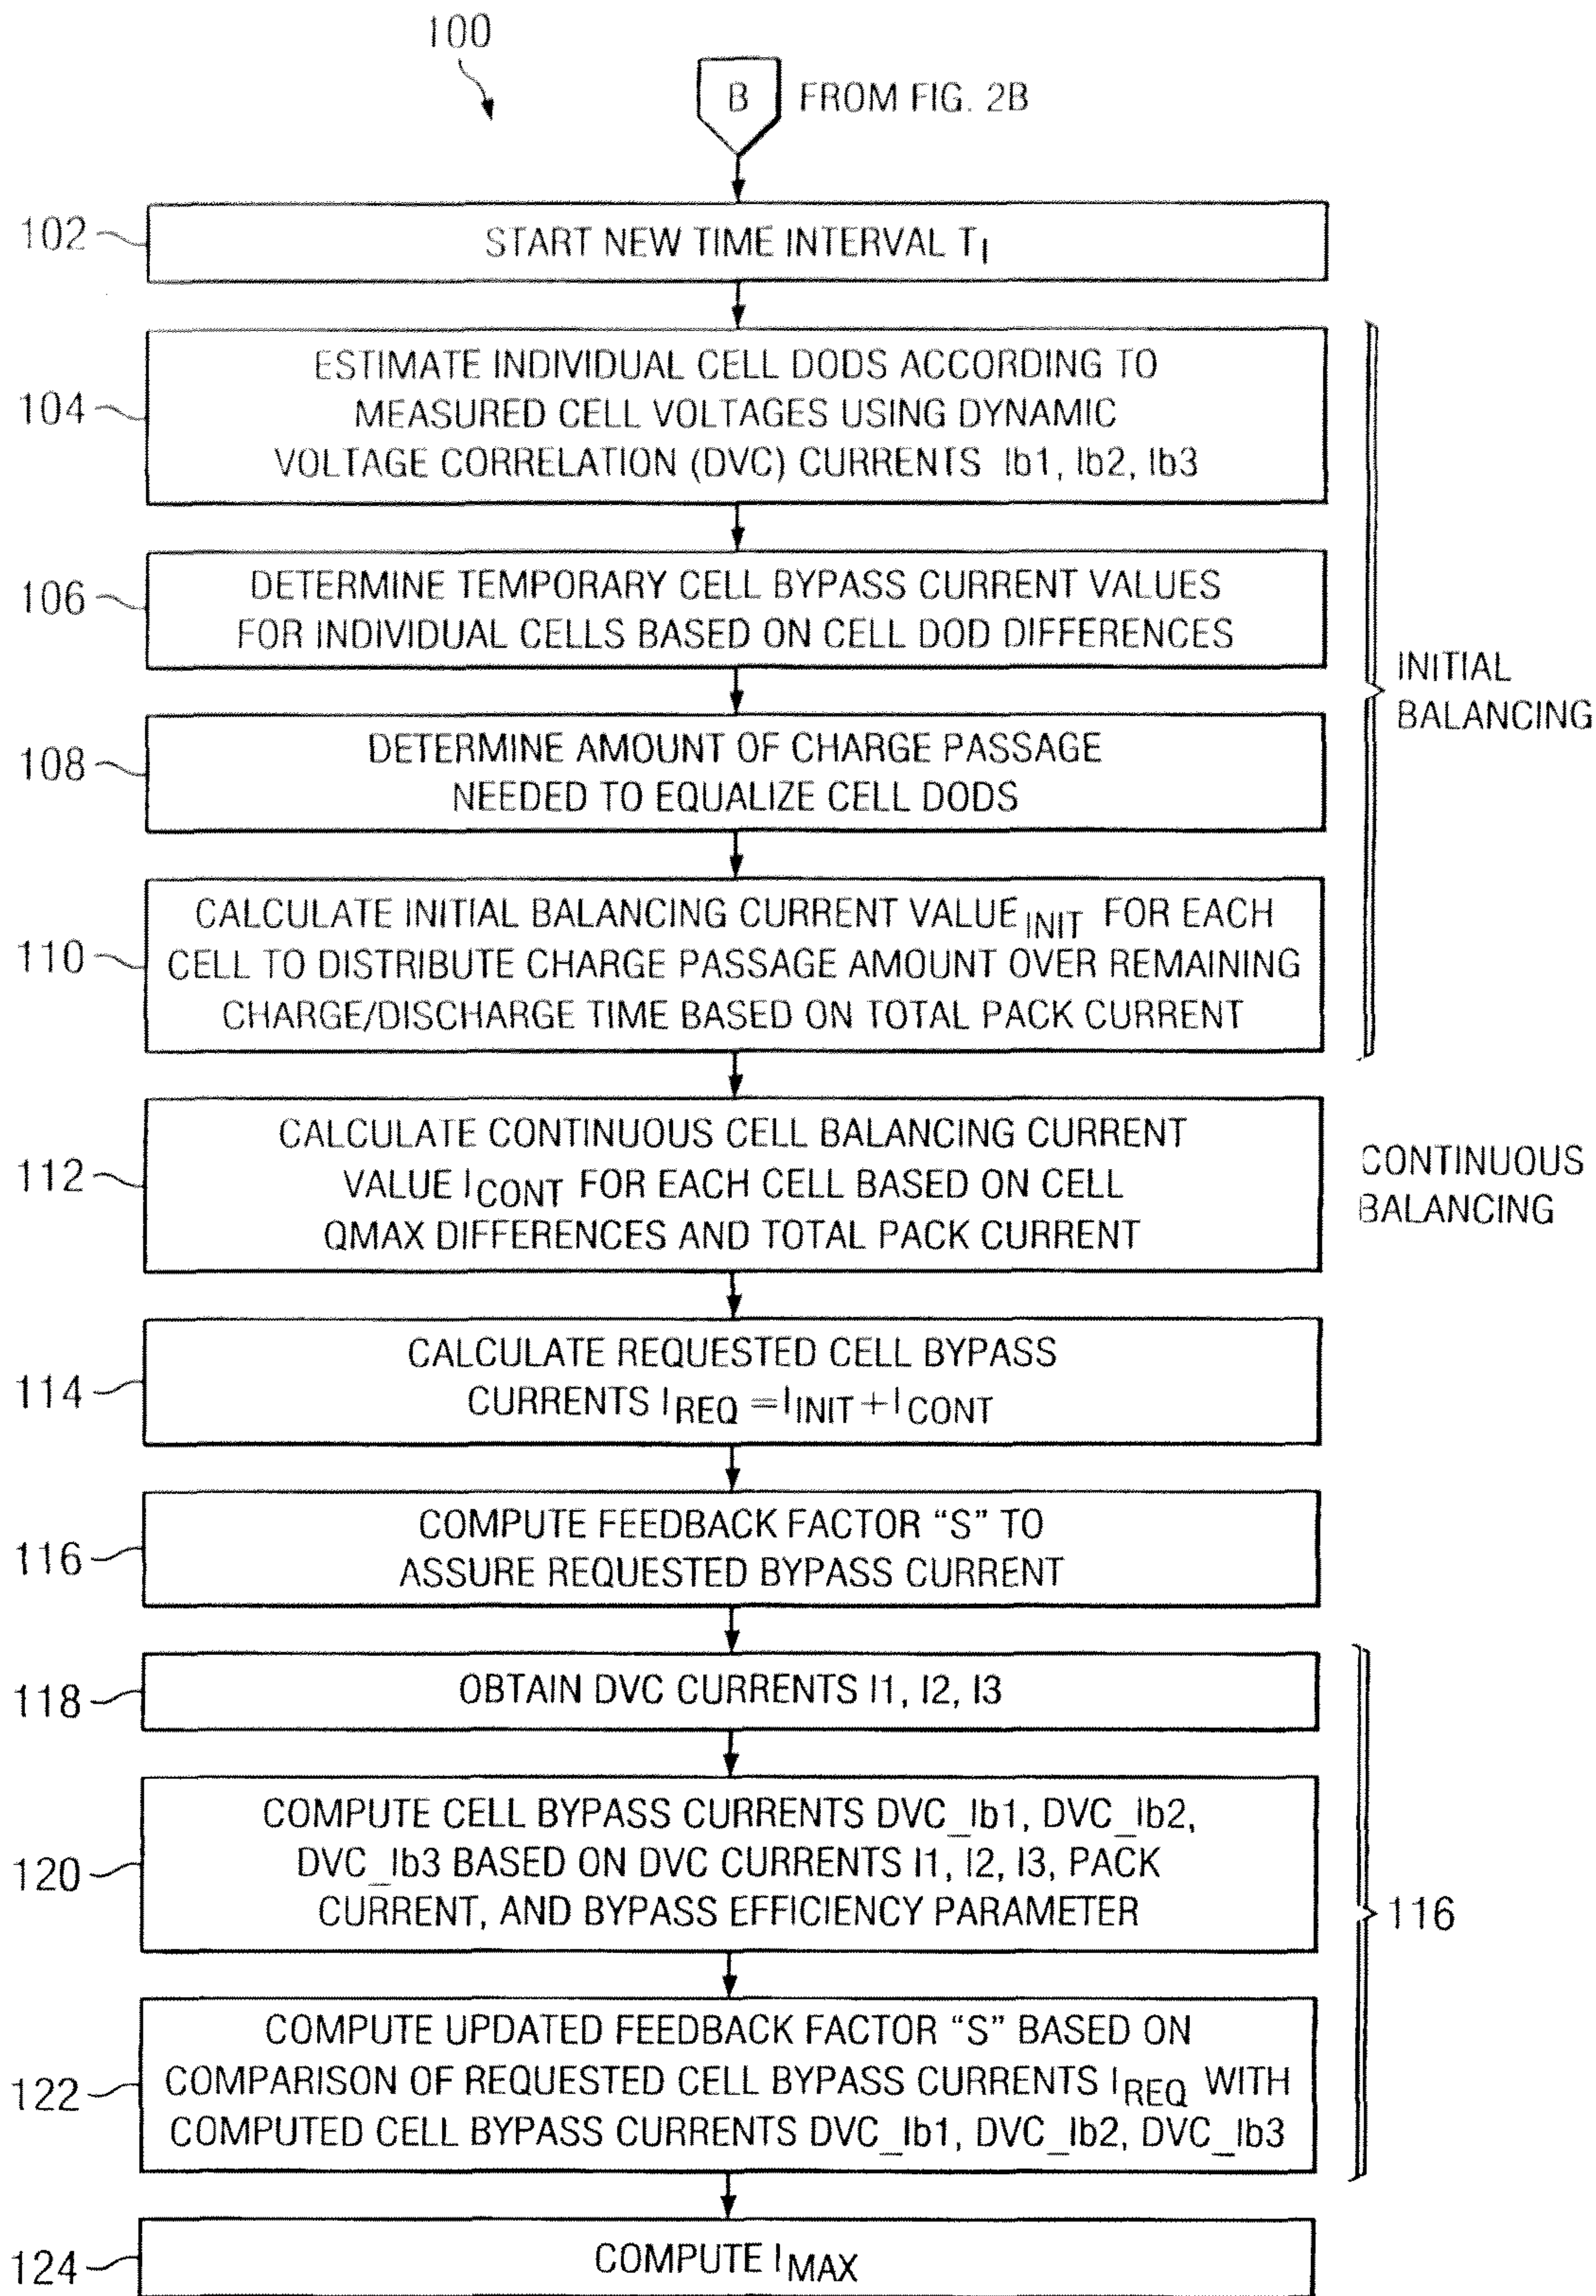 100
B FROM FIG. 2B
102
START NEW TIME INTERVAL TI
104
ESTIMATE INDIVIDUAL CELL DODS ACCORDING TO
MEASURED CELL VOLTAGES USING DYNAMIC
VOLTAGE CORRELATION (DVC) CURRENTS Ib1, Ib2, Ib3
106
DETERMINE TEMPORARY CELL BYPASS CURRENT VALUES
FOR INDIVIDUAL CELLS BASED ON CELL DOD DIFFERENCES
INITIAL
BALANCING
108
DETERMINE AMOUNT OF CHARGE PASSAGE
NEEDED TO EQUALIZE CELL DODS
110
CALCULATE INITIAL BALANCING CURRENT VALUEINIT FOR EACH
CELL TO DISTRIBUTE CHARGE PASSAGE AMOUNT OVER REMAINING
CHARGE/DISCHARGE TIME BASED ON TOTAL PACK CURRENT
112
CALCULATE CONTINUOUS CELL BALANCING CURRENT
VALUE ICONT FOR EACH CELL BASED ON CELL
QMAX DIFFERENCES AND TOTAL PACK CURRENT
CONTINUOUS
BALANCING
114
CALCULATE REQUESTED CELL BYPASS
CURRENTS IREQ =IINIT+ICONT
116
COMPUTE FEEDBACK FACTOR “S” TO
ASSURE REQUESTED BYPASS CURRENT
118
OBTAIN DVC CURRENTS I1, I2, I3
120
COMPUTE CELL BYPASS CURRENTS DVC_Ib1, DVC_Ib2,
DVC_Ib3 BASED ON DVC CURRENTS I1, I2, I3, PACK
CURRENT, AND BYPASS EFFICIENCY PARAMETER
116
122
COMPUTE UPDATED FEEDBACK FACTOR “S” BASED ON
COMPARISON OF REQUESTED CELL BYPASS CURRENTS IREQ WITH
COMPUTED CELL BYPASS CURRENTS DVC_Ib1, DVC_Ib2, DVC_Ib3
124
COMPUTE IMAX